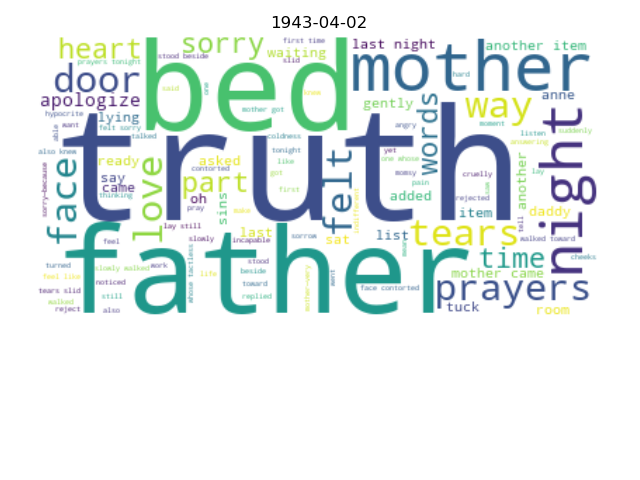 1943-04-02
heart
sorry
waiting
first time
last night
another item
prayers tonight
stood beside
slid
hard
door
bed
mother
said
one
know
apologize
mother got
gently
way
anne
hypocrite
lying
felt sorry
able
talked
coldness
angry
words
moment
listen
suddenly
answering
also knew
want
truth
tonight
one whose
night
face
ready
love
asked
like
felt
momsy
another
lay
contorted
got
pain
cruelly
say
part
came
thinking
first
added
rejected
sorry-because
oh
sins
indifferent
item
daddy
pray
tell
lay still
last
father
sat
list
tears
walked toward
feel
slowly
incapable
sorrow
turned
stood
time
cheeks
feel like
slowly walked
work
noticed
life
beside
mother came
whose tactless
toward
went
face contorted
prayers
tears slid
still
replied
walked
reject
also
tuck
room